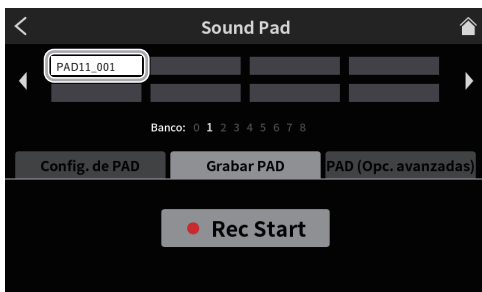 Sound Pad
PAD11_001
Banco: 0 1 2 3 4 5 6 7 8
Config. de PAD
Grabar PAD
PAD (Opc. avanzadas)
Rec Start